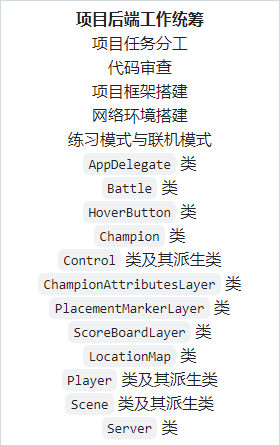 项目后端工作统筹
项目任务分工
代码审查
项目框架搭建
网络环境搭建
练习模式与联机模式
AppDelegate 类
Battle 类
HoverButton 类
Champion 类
Control 类及其派生类
ChampionAttributesLayer 类
PlacementMarkerLayer 类
ScoreBoardLayer 类
LocationMap 类
Player 类及其派生类
Scene 类及其派生类
Server 类